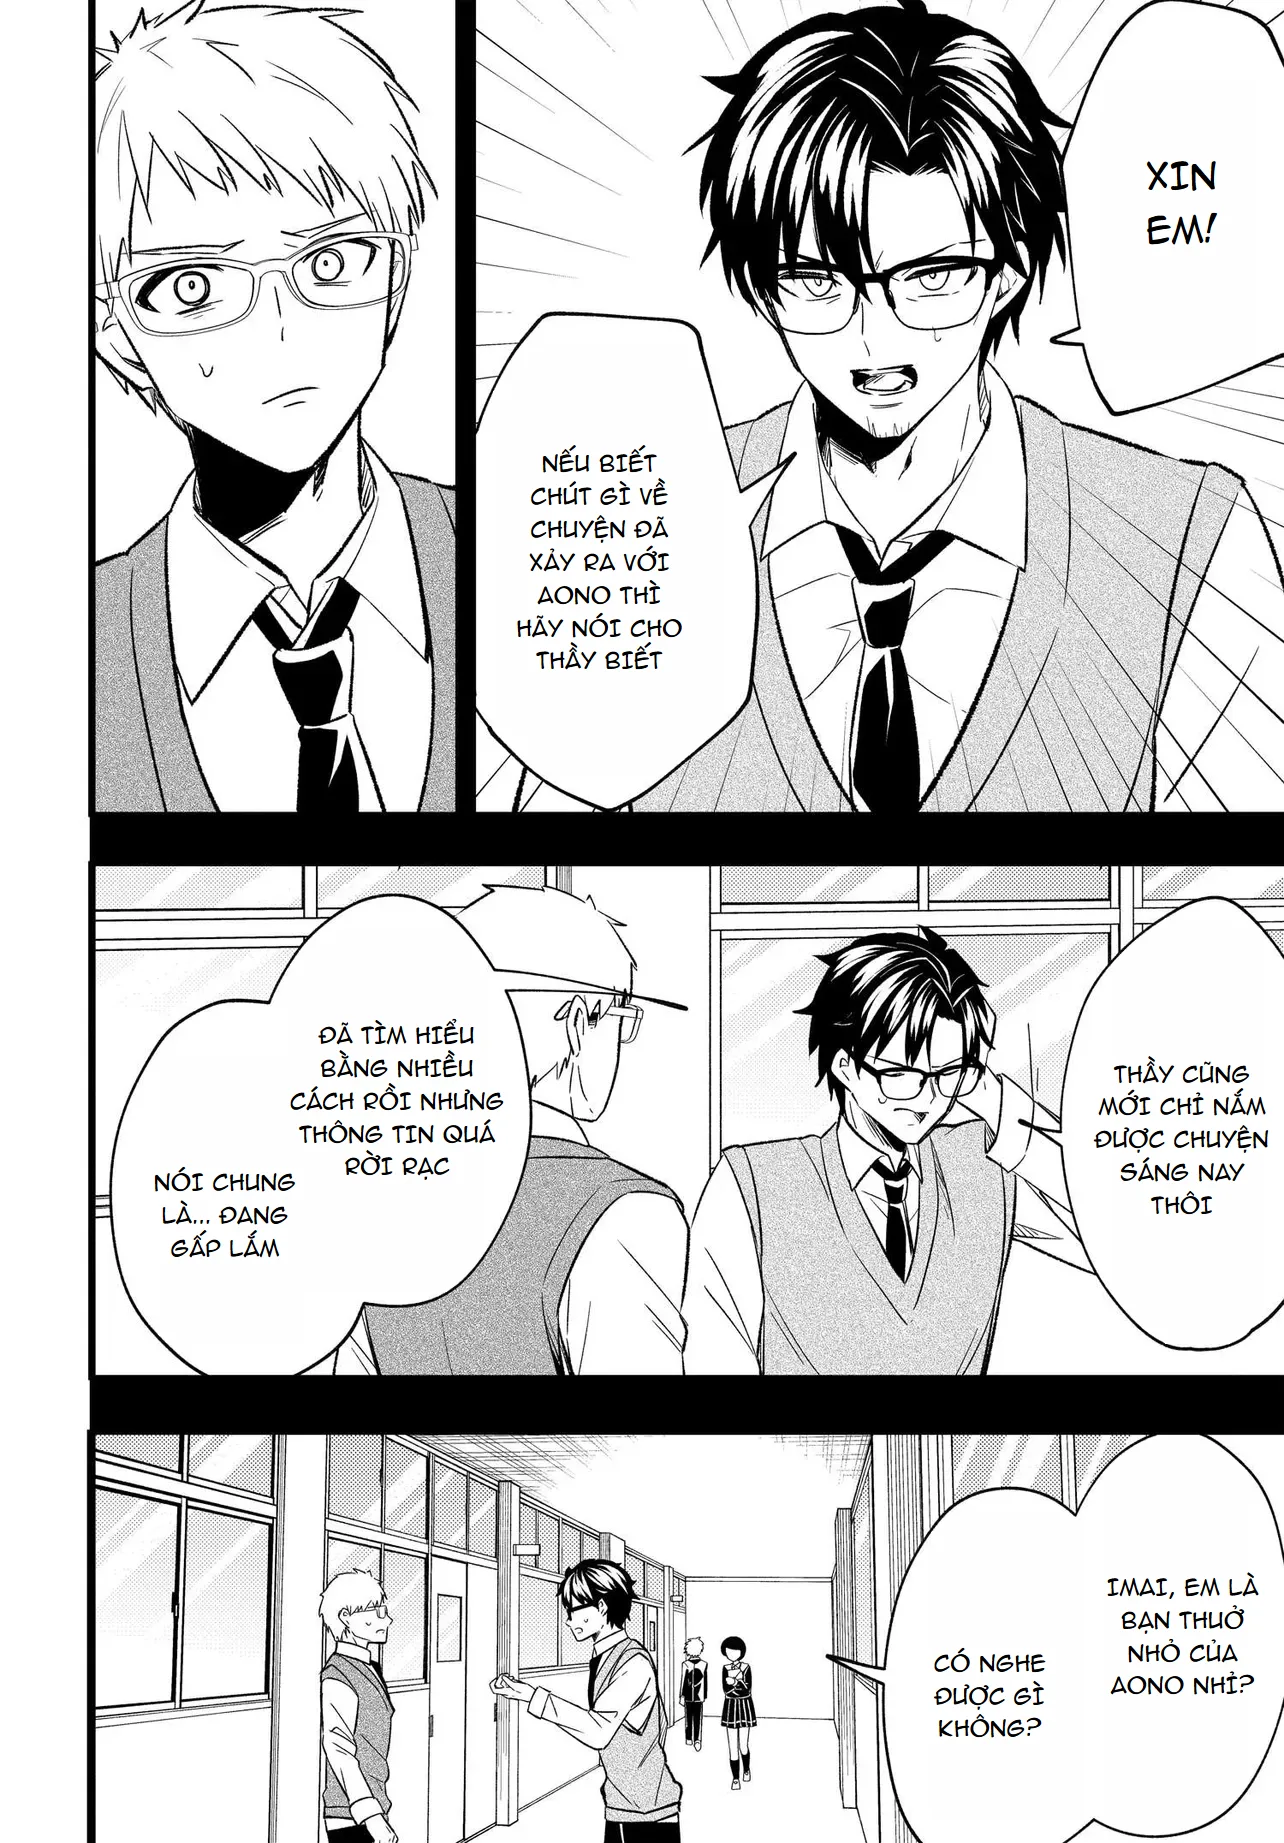 XIN
EM!
NẾU BIẾT
CHÚT GÌ VỀ
CHUYỆN ĐÃ
XẢY RA VỚI
AONO THÌ
HÃY NÓI CHO
THẦY BIẾT
THẦY CŨNG
MỚI CHỈ NẮM
ĐƯỢC CHUYỆN
SÁNG NAY
THÔI
ĐÃ TÌM HIỂU
BẰNG NHIỀU
CÁCH RỒI NHƯNG
THÔNG TIN QUÁ
RỜI RẠC
NÓI CHUNG
LÀ... ĐANG
GẤP LẮM
IMAI, EM LÀ
BẠN THUỞ
NHỎ CỦA
AONO NHỈ?
CÓ NGHE
ĐƯỢC GÌ
KHÔNG?